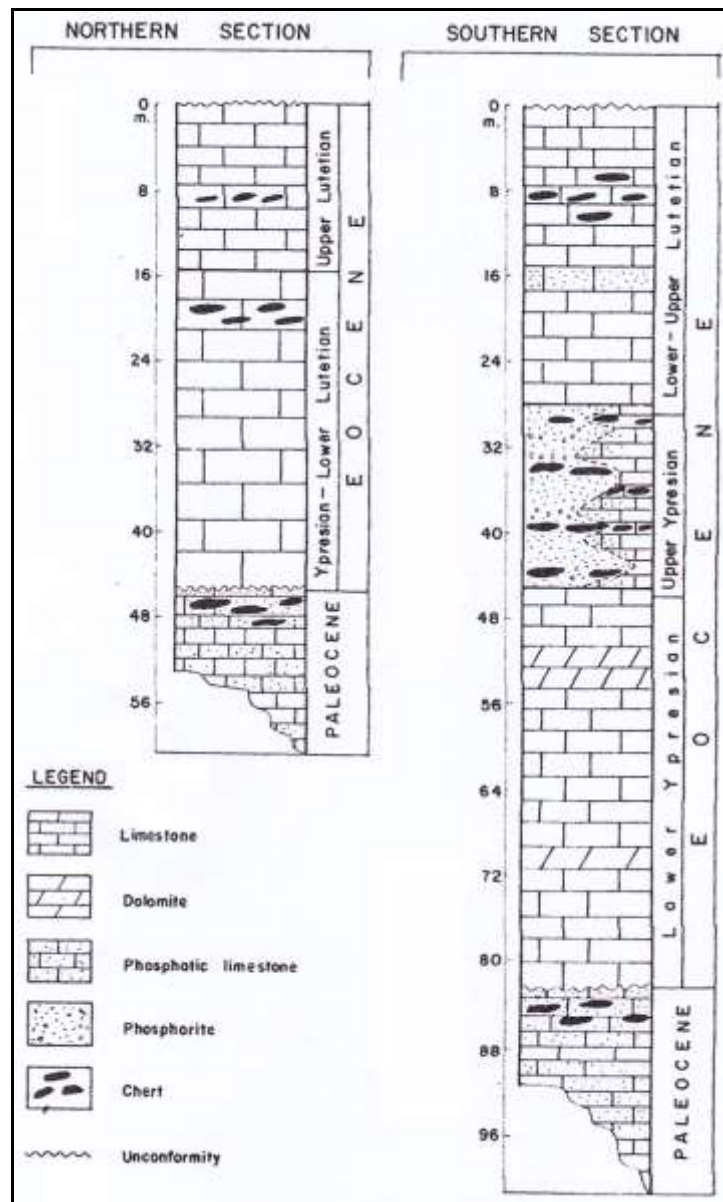 NORTHERN SECTION
0
m.
8
16
24
32
40
48
56
Upper Lutetian
Ypresian - Lower Lutetian
EOCENE
PALEOCENE
SOUTHERN SECTION
0
m.
8
16
24
32
40
48
56
64
72
80
88
96
Lower - Upper Lutetian
Upper Ypresian
Lower Ypresian
EOCENE
PALEOCENE
LEGEND
Limestone
Dolomite
Phosphatic limestone
Phosphorite
Chert
Unconformity